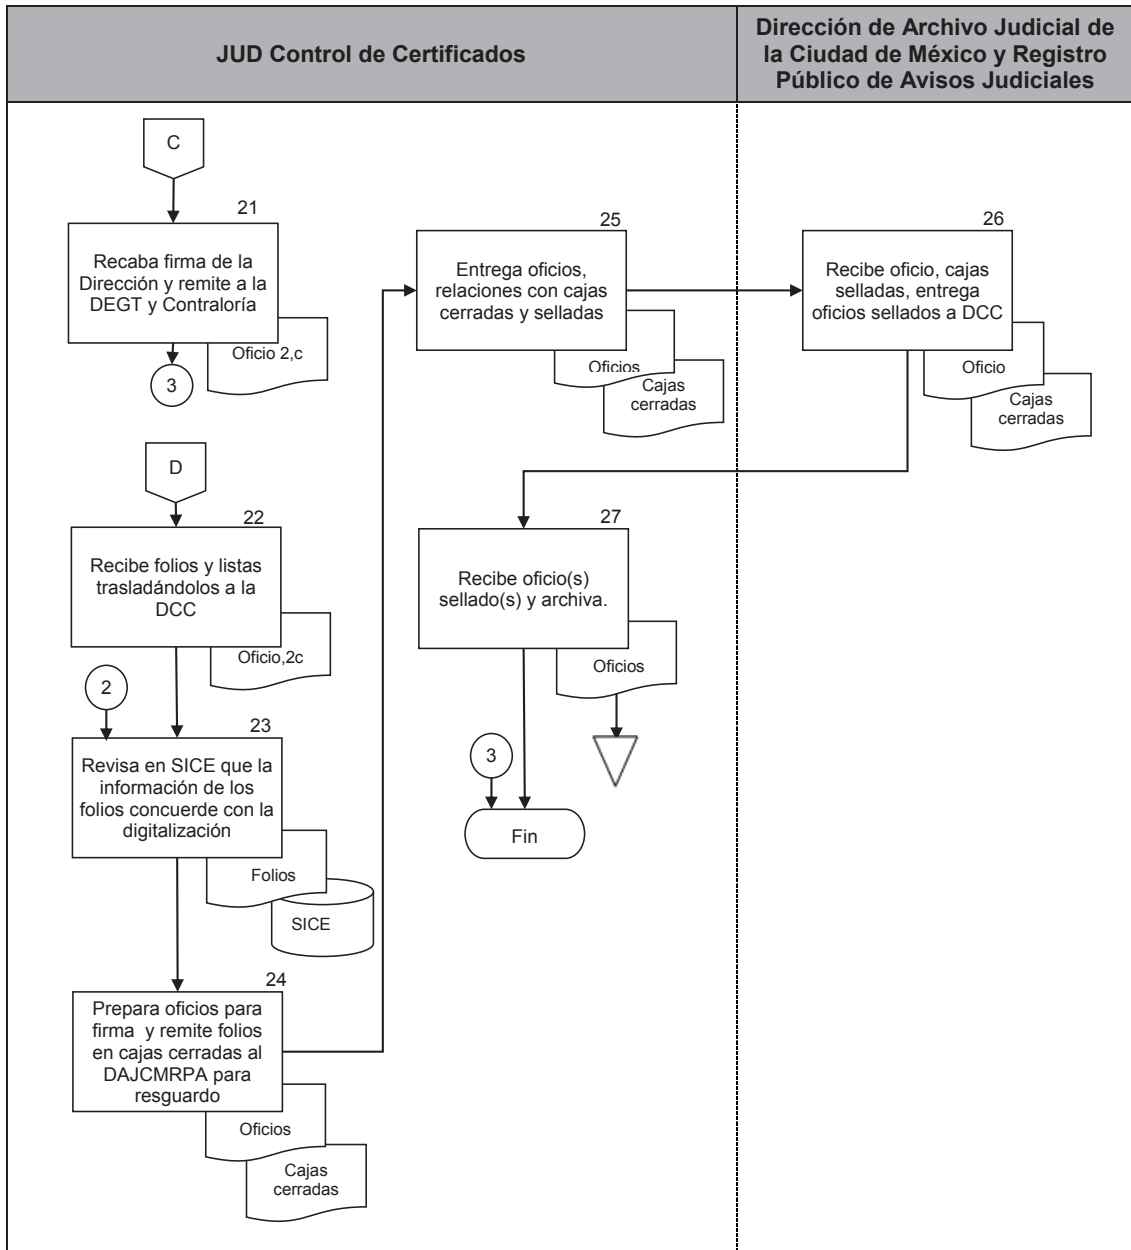 JUD Control de Certificados
Dirección de Archivo Judicial de
la Ciudad de México y Registro
Público de Avisos Judiciales
C
21
Recaba firma de la
Dirección y remite a la
DEGT y Contraloría
Oficio 2,c
3
D
22
Recibe folios y listas
trasladándolos a la
DCC
Oficio,2c
2
23
Revisa en SICE que la
información de los
folios concuerde con la
digitalización
Folios
SICE
24
Prepara oficios para
firma y remite folios
en cajas cerradas al
DAJCMRPA para
resguardo
Oficios
Cajas
cerradas
25
Entrega oficios,
relaciones con cajas
cerradas y selladas
Oficios
Cajas
cerradas
26
Recibe oficio, cajas
selladas, entrega
oficios sellados a DCC
Oficio
Cajas
cerradas
27
Recibe oficio(s)
sellado(s) y archiva.
Oficios
3
Fin